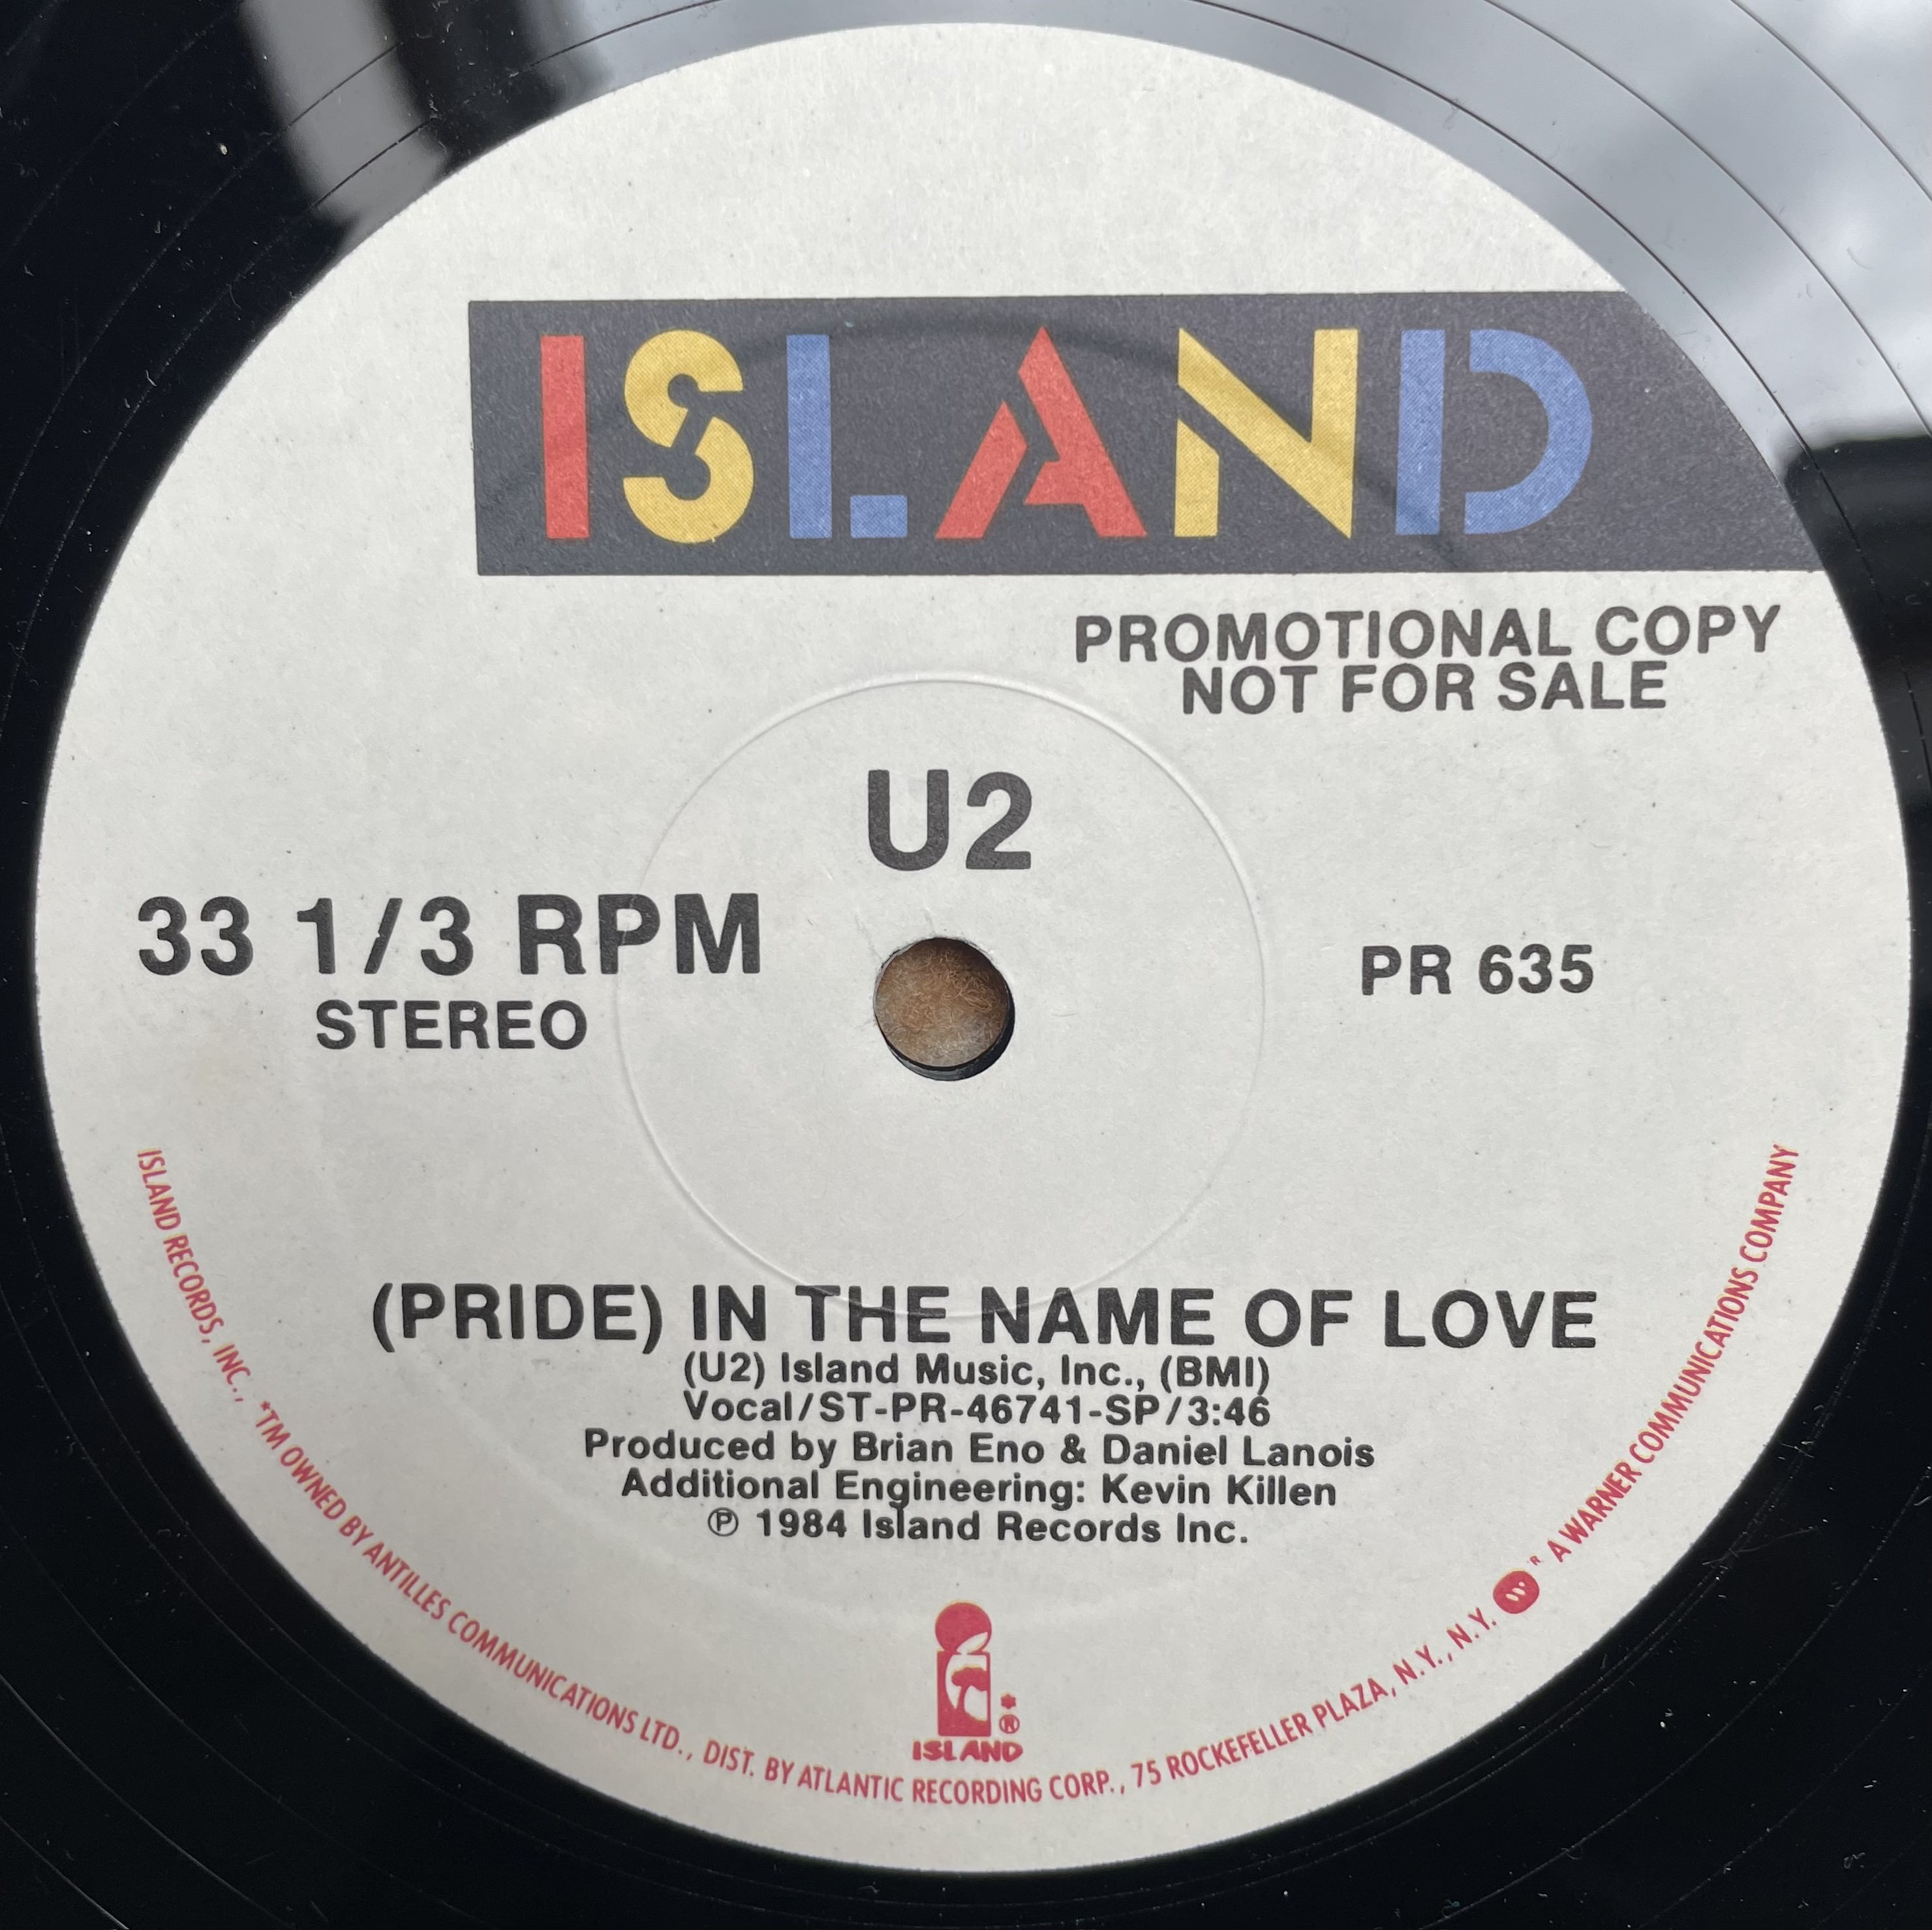 ISLAND
PROMOTIONAL COPY
NOT FOR SALE
U2
33 1/3 RPM
STEREO
PR 635
(PRIDE) IN THE NAME OF LOVE
(U2) Island Music, Inc., (BMI)
Vocal/ST-PR-46741-SP/3:46
Produced by Brian Eno & Daniel Lanois
Additional Engineering: Kevin Killen
℗ 1984 Island Records Inc.
*
®
ISLAND
ISLAND RECORDS, INC., *TM OWNED BY ANTILLES COMMUNICATIONS LTD., DIST. BY ATLANTIC RECORDING CORP., 75 ROCKEFELLER PLAZA, N.Y., N.Y. ® A WARNER COMMUNICATIONS COMPANY